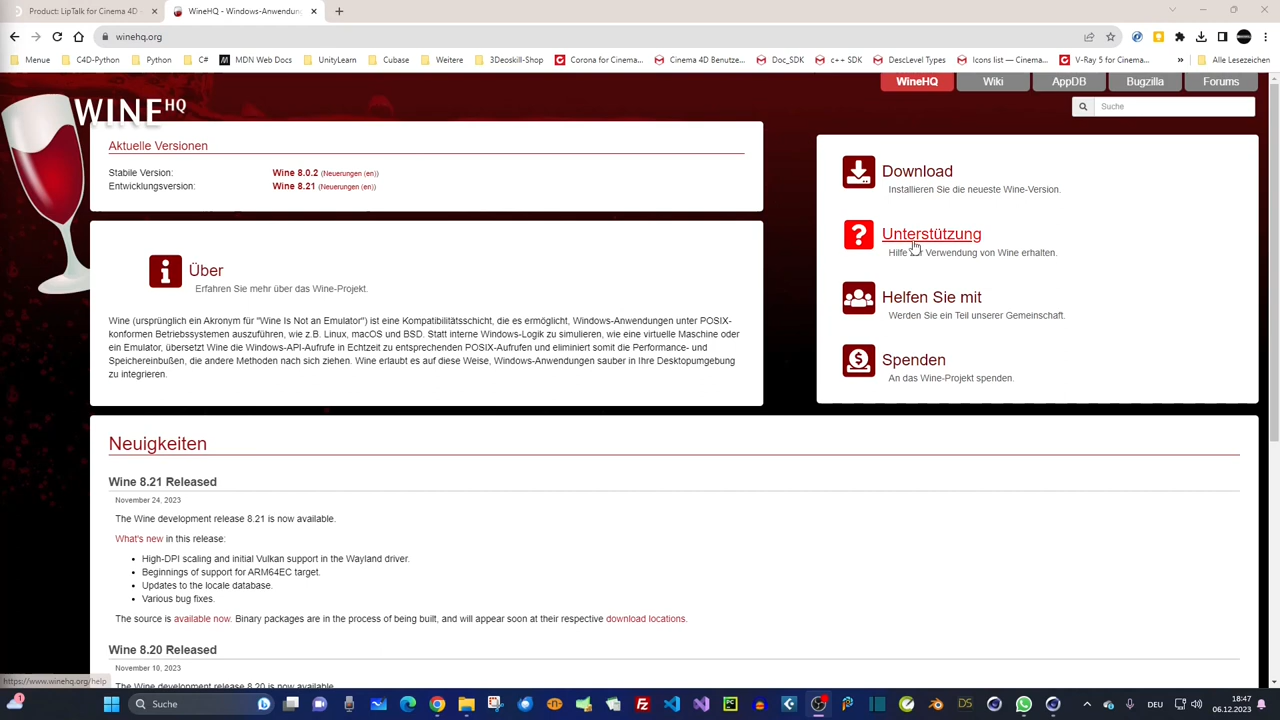 Product: LipTalk for Cinema 4D -
WineHQ - Windows-Anwendun
winehq.org
Menue C4D-Python Python C# MDN Web Docs UnityLearn Cubase Weitere 3Deoskill-Shop Corona for Cinema... Cinema 4D Benutze... Doc_SDK c++ SDK DescLevel Types Icons list — Cinema... V-Ray 5 for Cinema... » Alle Lesezeichen
WineHQ Wiki AppDB Bugzilla Forums
WINE HQ
Suche
Aktuelle Versionen
Stabile Version: Wine 8.0.2 (Neuerungen (en))
Entwicklungsversion: Wine 8.21 (Neuerungen (en))
Download
Installieren Sie die neueste Wine-Version.
Unterstützung
Hilfe zur Verwendung von Wine erhalten.
Helfen Sie mit
Werden Sie ein Teil unserer Gemeinschaft.
Spenden
An das Wine-Projekt spenden.
Über
Erfahren Sie mehr über das Wine-Projekt.
Wine (ursprünglich ein Akronym für "Wine Is Not an Emulator") ist eine Kompatibilitätsschicht, die es ermöglicht, Windows-Anwendungen unter POSIX-
konformen Betriebssystemen auszuführen, wie z.B. Linux, macOS und BSD. Statt interne Windows-Logik zu simulieren, wie eine virtuelle Maschine oder
ein Emulator, übersetzt Wine die Windows-API-Aufrufe in Echtzeit zu entsprechenden POSIX-Aufrufen und eliminiert somit die Performance- und
Speichereinbußen, die andere Methoden nach sich ziehen. Wine erlaubt es auf diese Weise, Windows-Anwendungen sauber in Ihre Desktopumgebung
zu integrieren.
Neuigkeiten
Wine 8.21 Released
November 24, 2023
The Wine development release 8.21 is now available.
What's new in this release:
High-DPI scaling and initial Vulkan support in the Wayland driver.
Beginnings of support for ARM64EC target.
Updates to the locale database.
Various bug fixes.
The source is available now. Binary packages are in the process of being built, and will appear soon at their respective download locations.
Wine 8.20 Released
November 10, 2023
The Wine development release 8.20 is now available.
https://www.winehq.org/help
1
Suche
DEU
18:47
06.12.2023